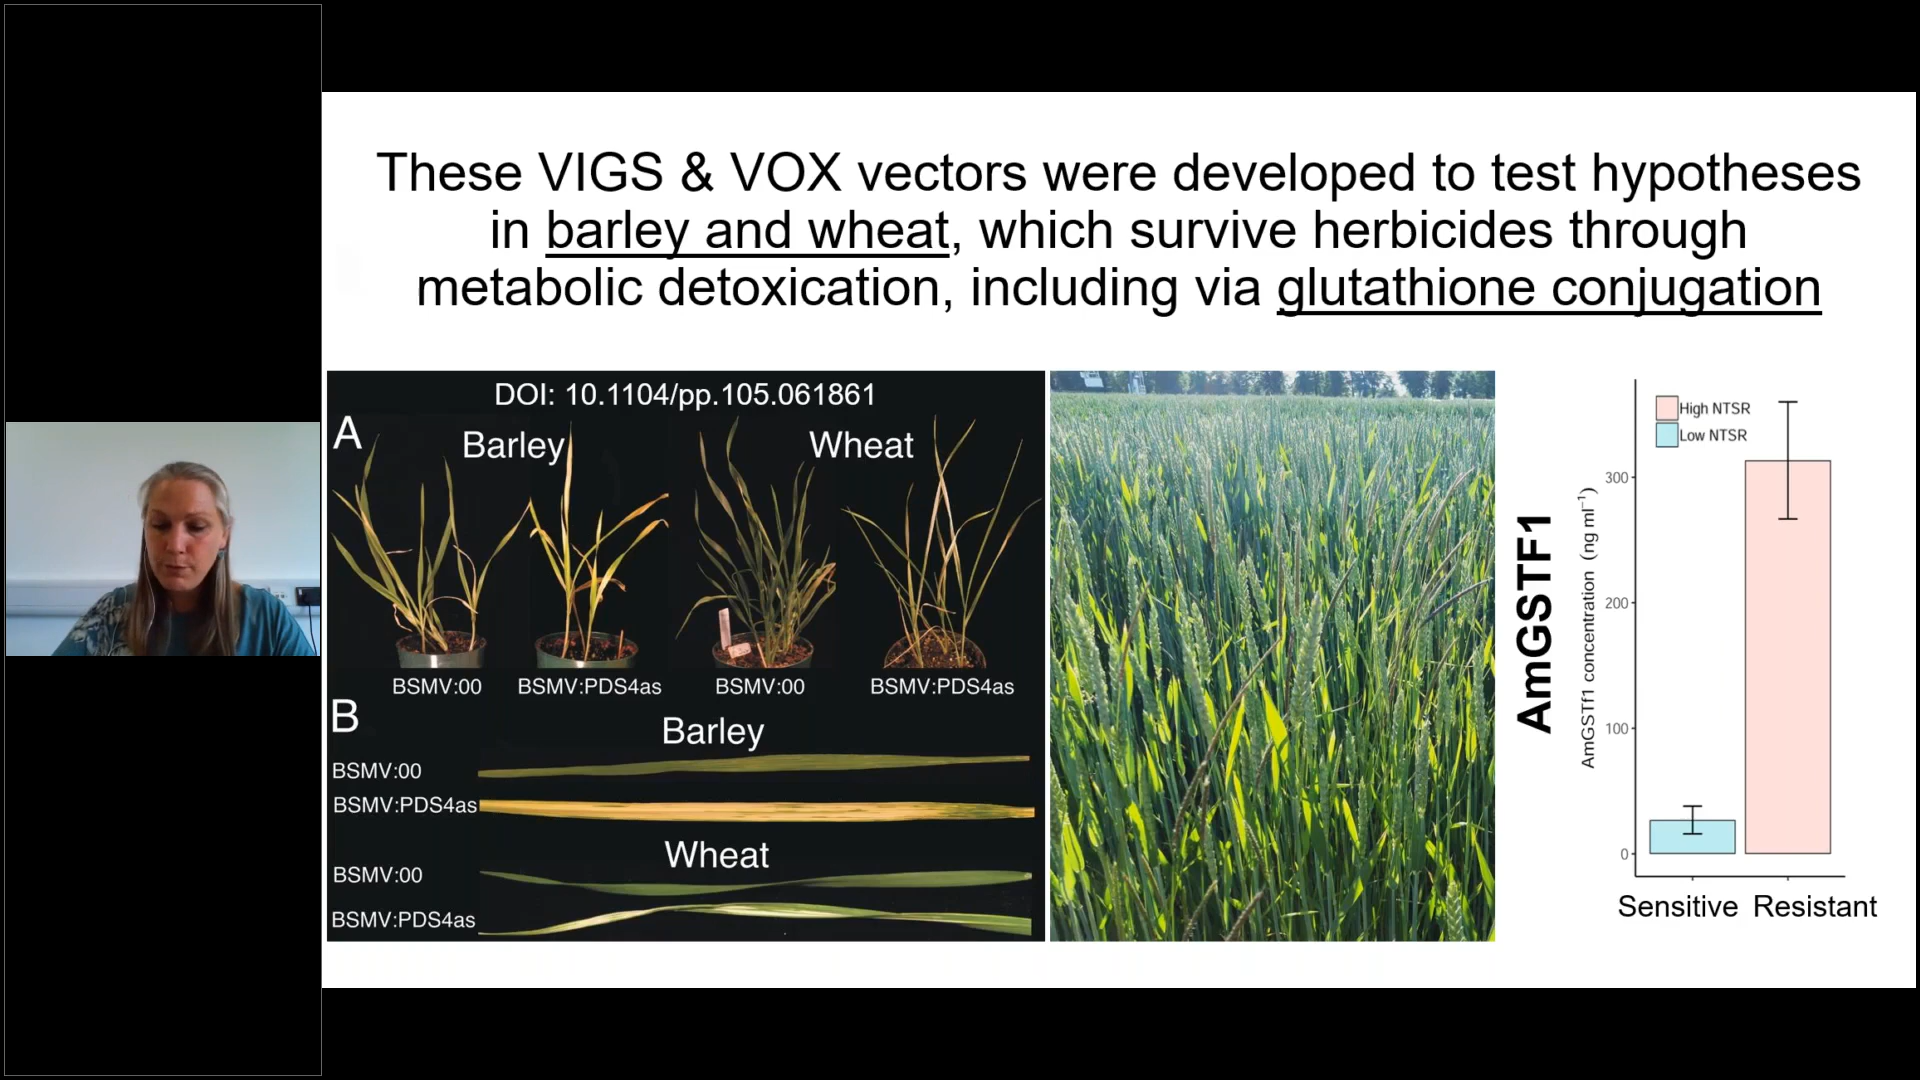 These VIGS & VOX vectors were developed to test hypotheses
in barley and wheat, which survive herbicides through
metabolic detoxication, including via glutathione conjugation
DOI: 10.1104/pp.105.061861
A
Barley
Wheat
BSMV:00
BSMV:PDS4as
BSMV:00
BSMV:PDS4as
B
Barley
BSMV:00
BSMV:PDS4as
Wheat
BSMV:00
BSMV:PDS4as
AmGSTF1
AmGSTf1 concentration (ng ml⁻¹)
High NTSR
Low NTSR
300
200
100
0
Sensitive
Resistant